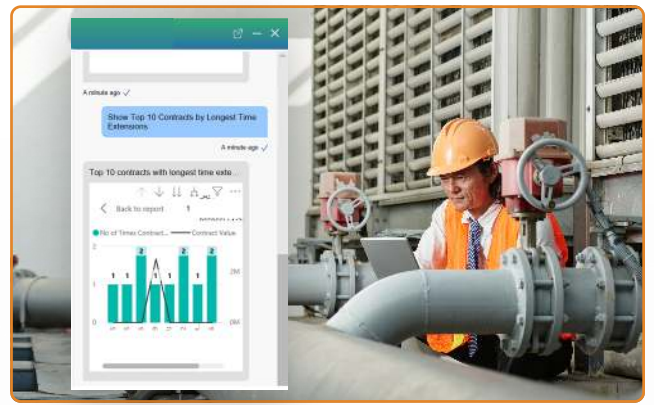 A minute ago
Show Top 10 Contracts by Longest Time
Extensions
A minute ago
Top 10 contracts with longest time exte...
Back to report 1
No of Times Contract... Contract Value
2
2 2 2
1 1 1 1 1
2M
1
0
0M